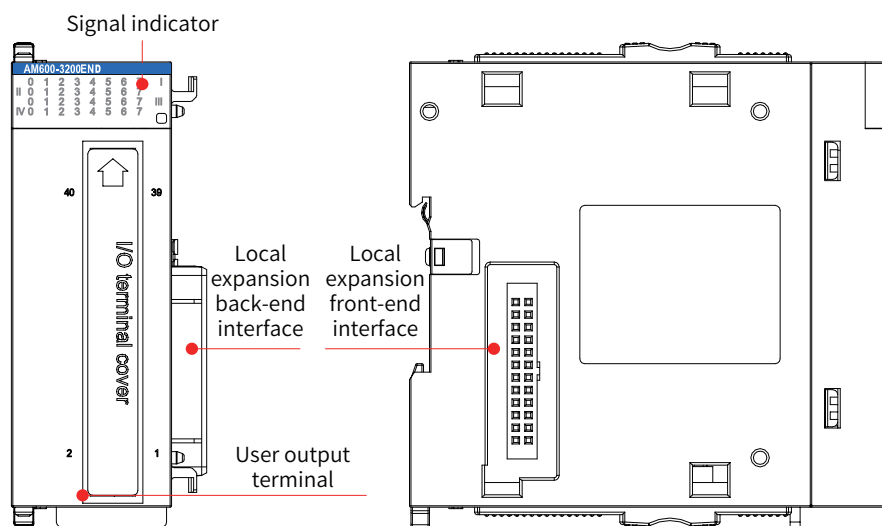 Signal indicator
AM600-3200END
0 1 2 3 4 5 6 7 I
II 0 1 2 3 4 5 6 7
0 1 2 3 4 5 6 7 III
IV 0 1 2 3 4 5 6 7
40 39
I/O terminal cover
Local
expansion
back-end
interface
Local
expansion
front-end
interface
2 1
User output
terminal